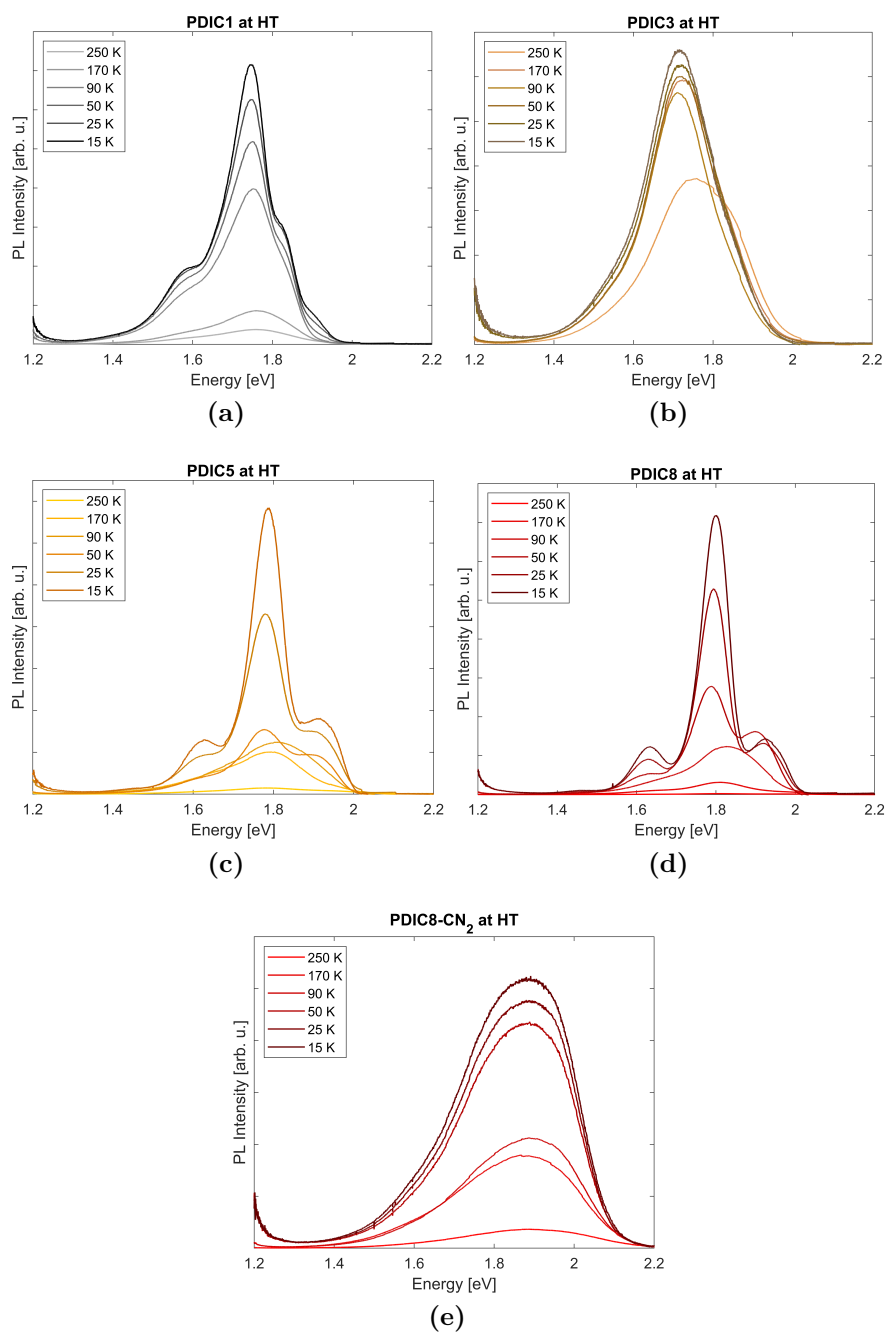 PDIC1 at HT
250 K
170 K
90 K
50 K
25 K
15 K
PL Intensity [arb. u.]
1.2 1.4 1.6 1.8 2 2.2
Energy [eV]
(a)
PDIC3 at HT
250 K
170 K
90 K
50 K
25 K
15 K
PL Intensity [arb. u.]
1.2 1.4 1.6 1.8 2 2.2
Energy [eV]
(b)
PDIC5 at HT
250 K
170 K
90 K
50 K
25 K
15 K
PL Intensity [arb. u.]
1.2 1.4 1.6 1.8 2 2.2
Energy [eV]
(c)
PDIC8 at HT
250 K
170 K
90 K
50 K
25 K
15 K
PL Intensity [arb. u.]
1.2 1.4 1.6 1.8 2 2.2
Energy [eV]
(d)
PDIC8-CN₂ at HT
250 K
170 K
90 K
50 K
25 K
15 K
PL Intensity [arb. u.]
1.2 1.4 1.6 1.8 2 2.2
Energy [eV]
(e)